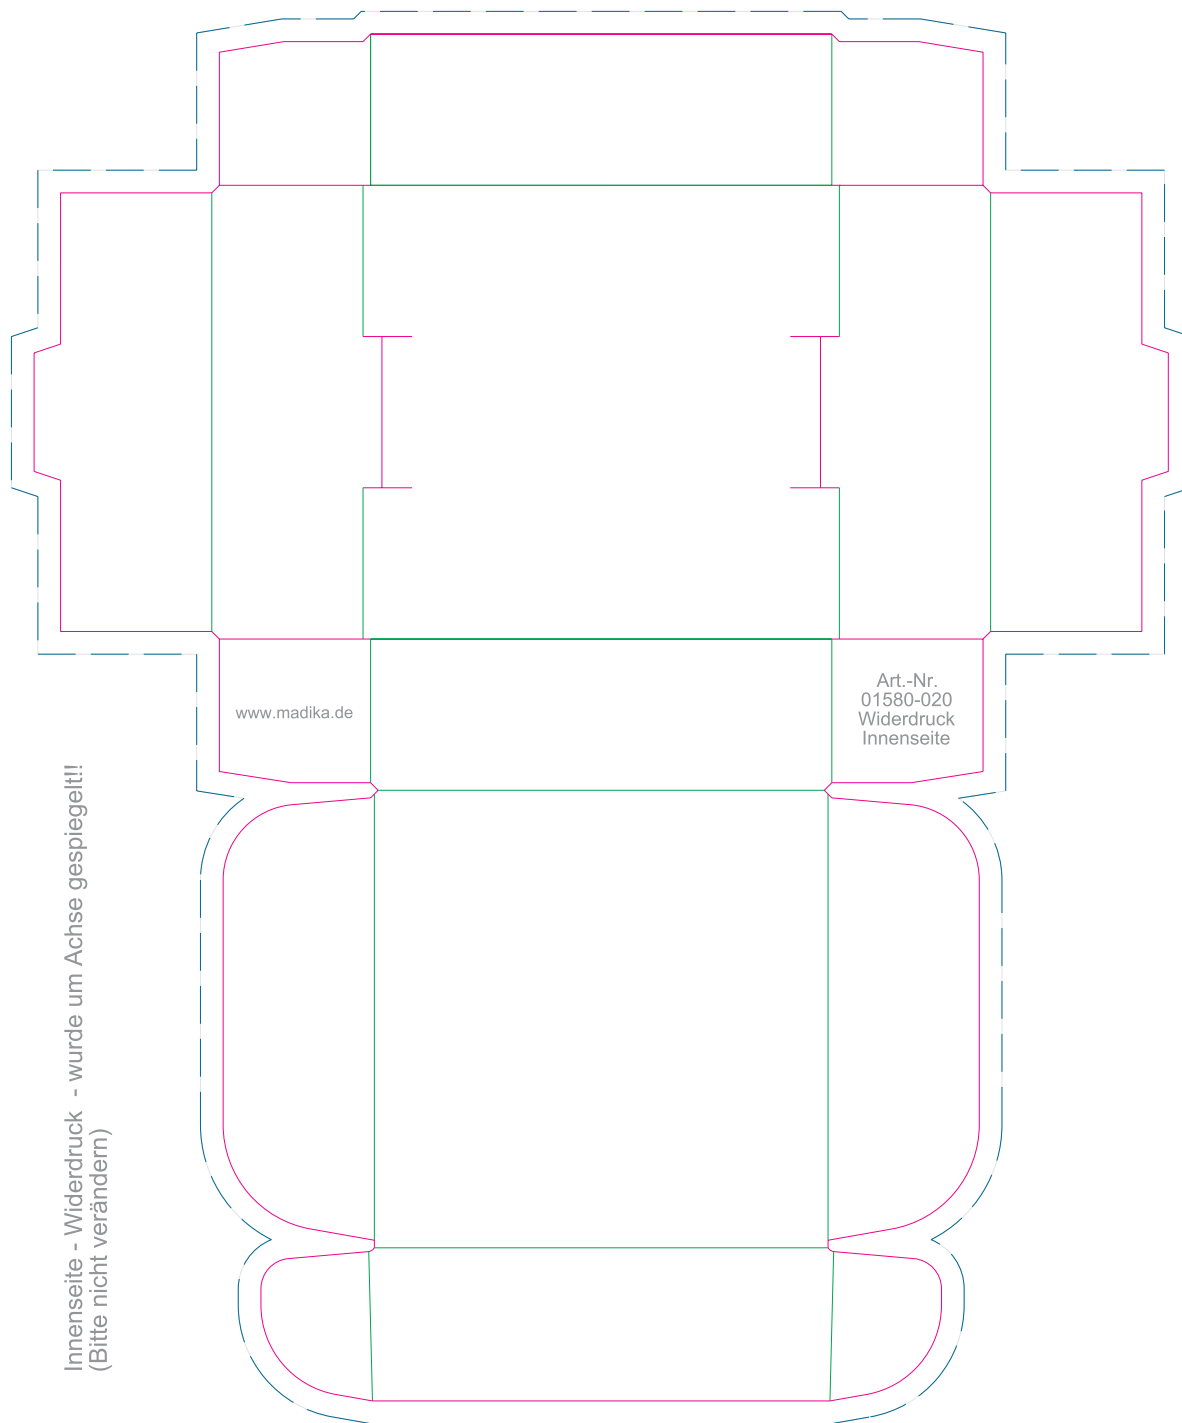 www.madika.de
Art.-Nr.
01580-020
Widerdruck
Innenseite
Innenseite - Widerdruck - wurde um Achse gespiegelt!!
(Bitte nicht verändern)